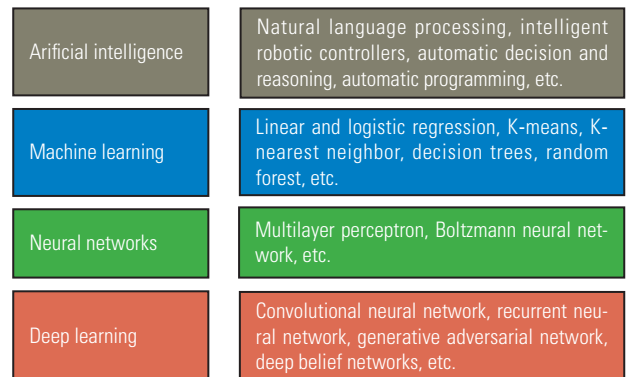 Arificial intelligence
Natural language processing, intelligent
robotic controllers, automatic decision and
reasoning, automatic programming, etc.
Machine learning
Linear and logistic regression, K-means, K-
nearest neighbor, decision trees, random
forest, etc.
Neural networks
Multilayer perceptron, Boltzmann neural net-
work, etc.
Deep learning
Convolutional neural network, recurrent neu-
ral network, generative adversarial network,
deep belief networks, etc.